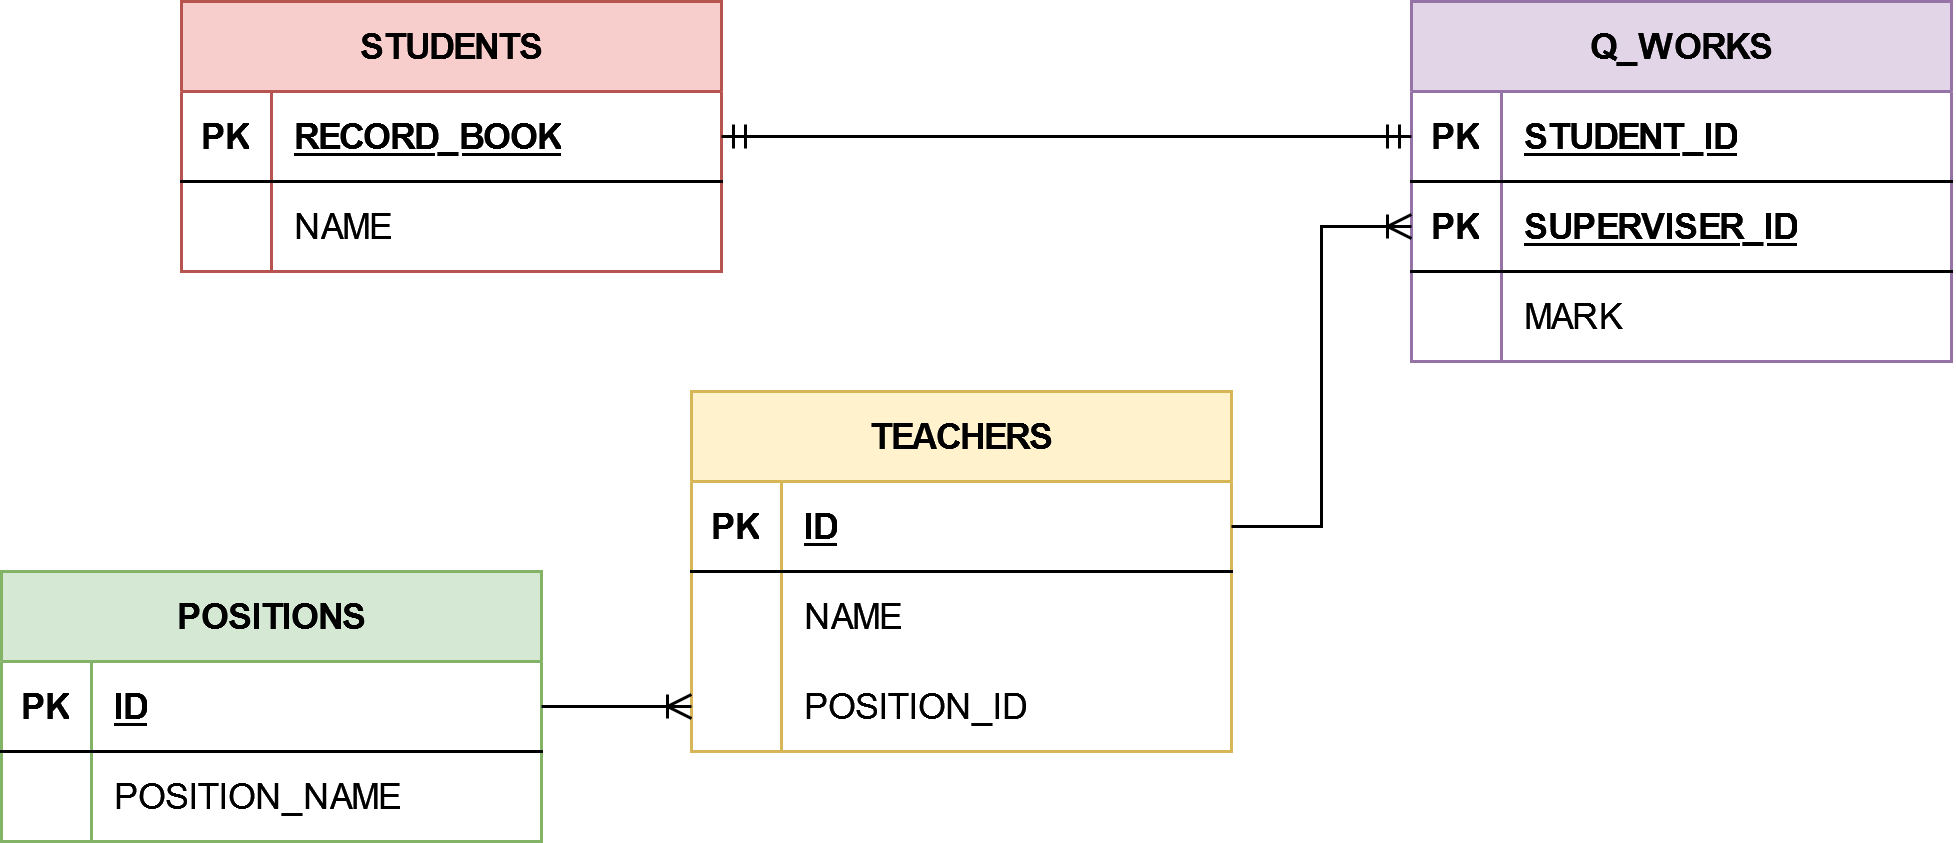 STUDENTS
PK RECORD_BOOK
NAME
Q_WORKS
PK STUDENT_ID
PK SUPERVISER_ID
MARK
TEACHERS
PK ID
NAME
POSITION_ID
POSITIONS
PK ID
POSITION_NAME